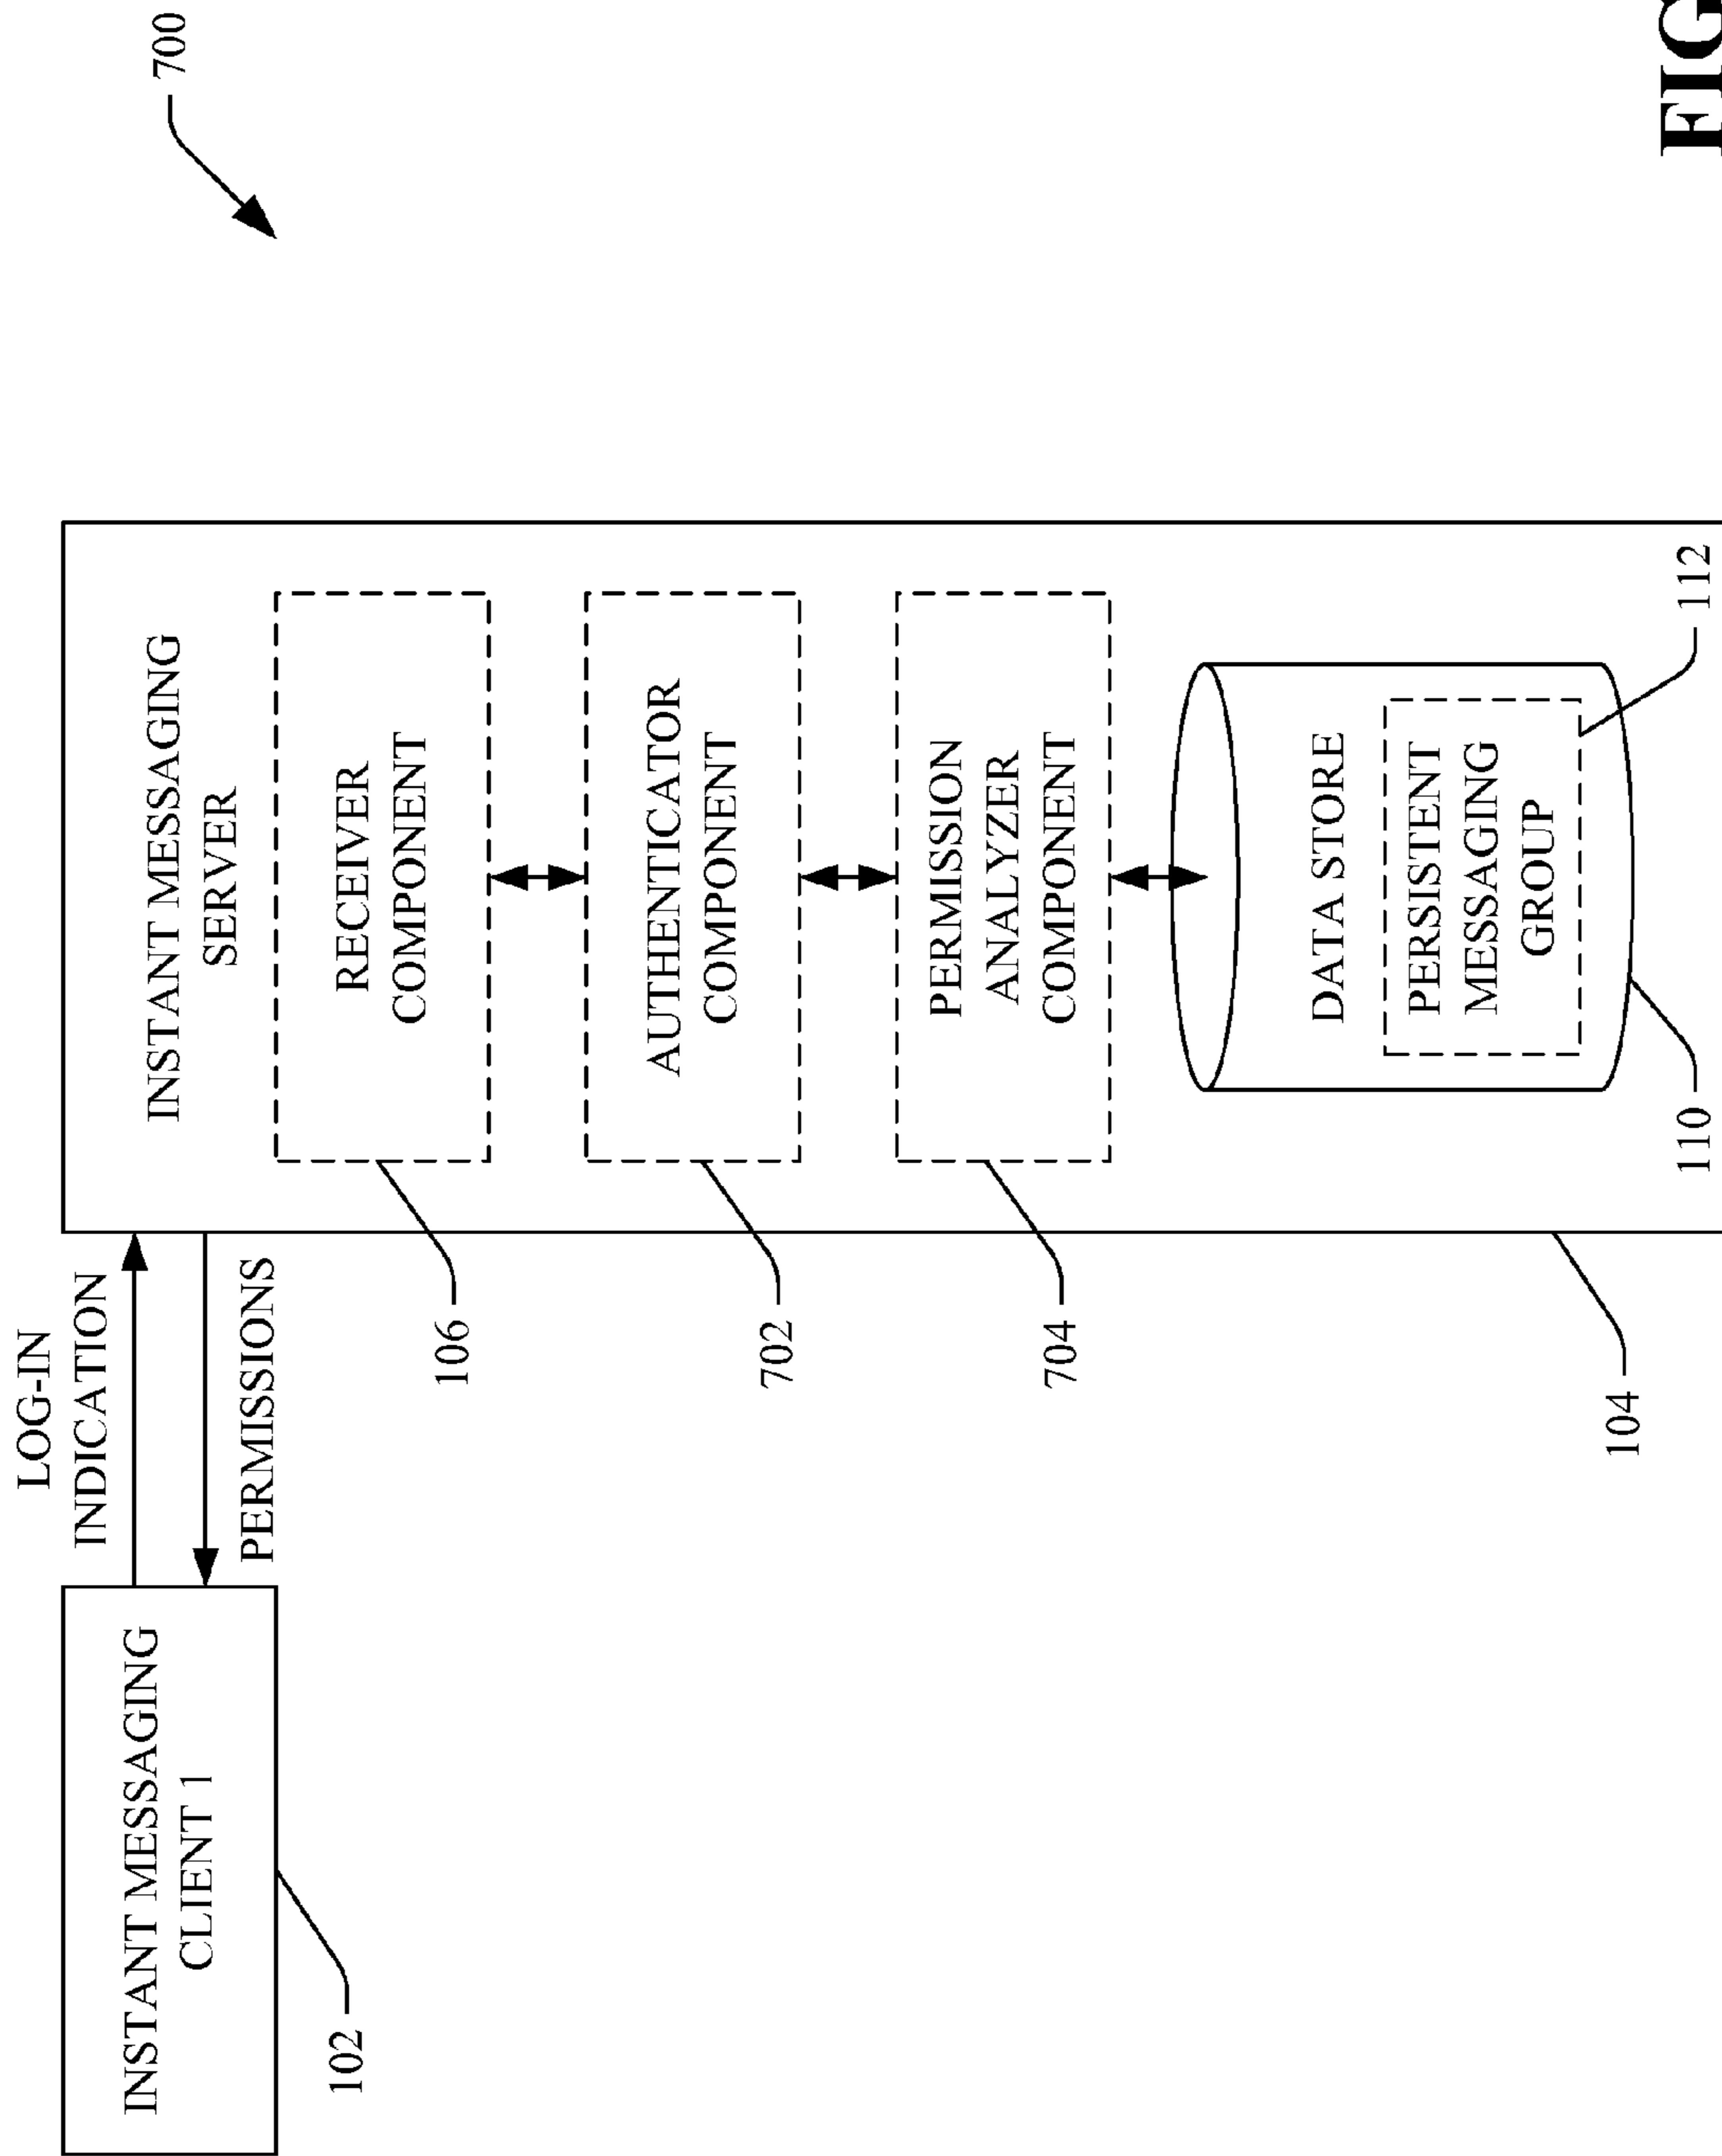 700
LOG-IN
INDICATION
PERMISSIONS
INSTANT MESSAGING
CLIENT 1
102
INSTANT MESSAGING
SERVER
RECEIVER
COMPONENT
106
AUTHENTICATOR
COMPONENT
702
PERMISSION
ANALYZER
COMPONENT
704
DATA STORE
PERSISTENT
MESSAGING
GROUP
112
110
104
FIG